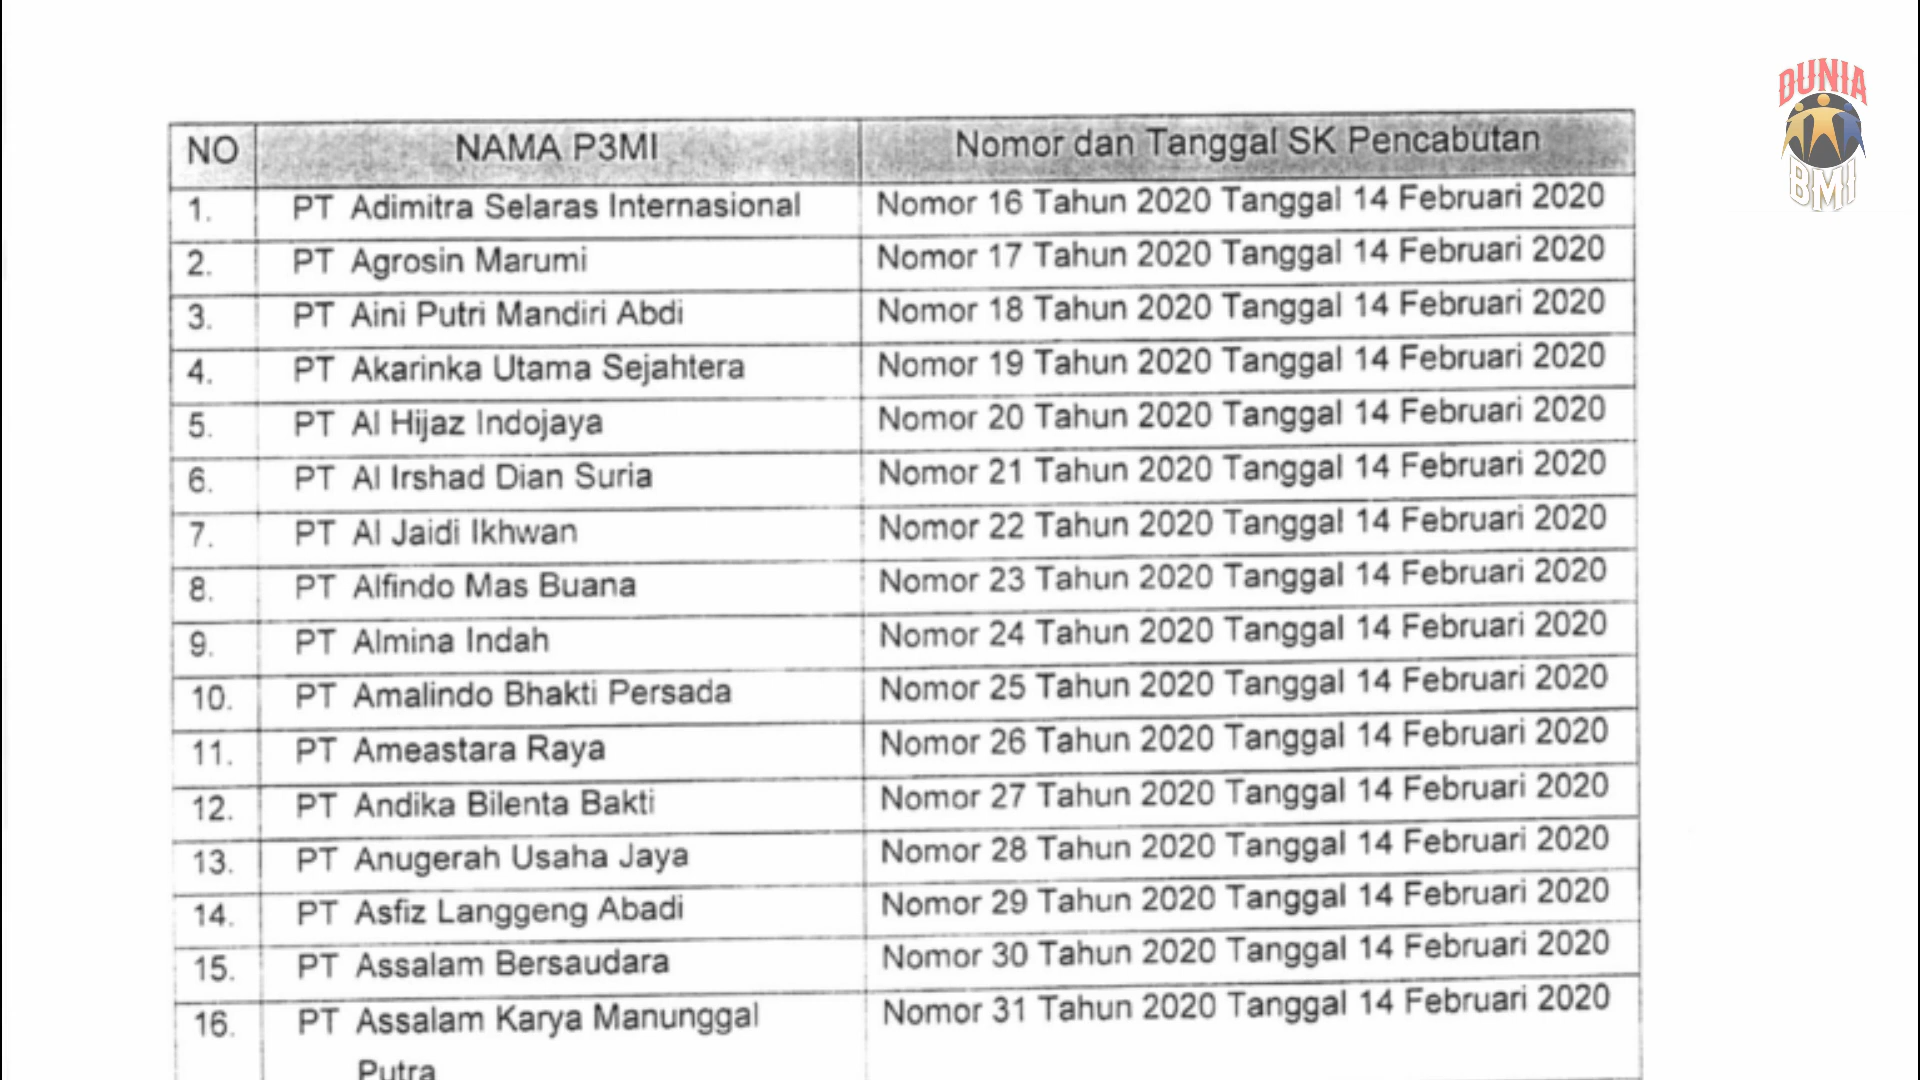 DUNIA
BMI
NO NAMA P3MI Nomor dan Tanggal SK Pencabutan
1. PT Adimitra Selaras Internasional Nomor 16 Tahun 2020 Tanggal 14 Februari 2020
2. PT Agrosin Marumi Nomor 17 Tahun 2020 Tanggal 14 Februari 2020
3. PT Aini Putri Mandiri Abdi Nomor 18 Tahun 2020 Tanggal 14 Februari 2020
4. PT Akarinka Utama Sejahtera Nomor 19 Tahun 2020 Tanggal 14 Februari 2020
5. PT Al Hijaz Indojaya Nomor 20 Tahun 2020 Tanggal 14 Februari 2020
6. PT Al Irshad Dian Suria Nomor 21 Tahun 2020 Tanggal 14 Februari 2020
7. PT Al Jaidi Ikhwan Nomor 22 Tahun 2020 Tanggal 14 Februari 2020
8. PT Alfindo Mas Buana Nomor 23 Tahun 2020 Tanggal 14 Februari 2020
9. PT Almina Indah Nomor 24 Tahun 2020 Tanggal 14 Februari 2020
10. PT Amalindo Bhakti Persada Nomor 25 Tahun 2020 Tanggal 14 Februari 2020
11. PT Ameastara Raya Nomor 26 Tahun 2020 Tanggal 14 Februari 2020
12. PT Andika Bilenta Bakti Nomor 27 Tahun 2020 Tanggal 14 Februari 2020
13. PT Anugerah Usaha Jaya Nomor 28 Tahun 2020 Tanggal 14 Februari 2020
14. PT Asfiz Langgeng Abadi Nomor 29 Tahun 2020 Tanggal 14 Februari 2020
15. PT Assalam Bersaudara Nomor 30 Tahun 2020 Tanggal 14 Februari 2020
16. PT Assalam Karya Manunggal Nomor 31 Tahun 2020 Tanggal 14 Februari 2020
Putra